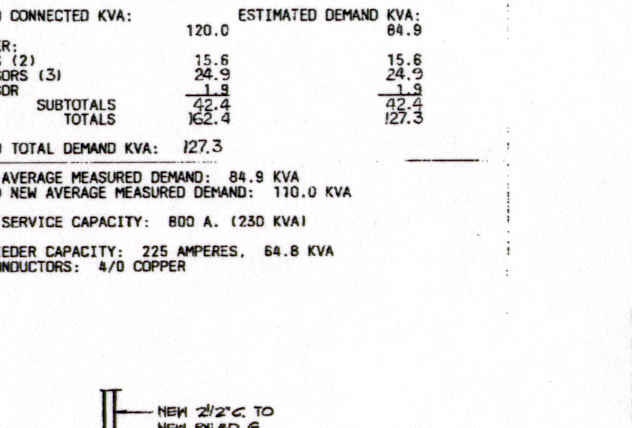 CONNECTED KVA: ESTIMATED DEMAND KVA:
120.0 84.9
R:
(2) 15.6 15.6
ORS (3) 24.9 24.9
OR 1.9 1.9
SUBTOTALS 42.4 42.4
TOTALS 162.4 127.3
TOTAL DEMAND KVA: 127.3
AVERAGE MEASURED DEMAND: 84.9 KVA
NEW AVERAGE MEASURED DEMAND: 110.0 KVA
SERVICE CAPACITY: 800 A. (230 KVA)
EDER CAPACITY: 225 AMPERES, 64.8 KVA
NDUCTORS: 4/0 COPPER
NEW 2 1/2"C. TO
NEW